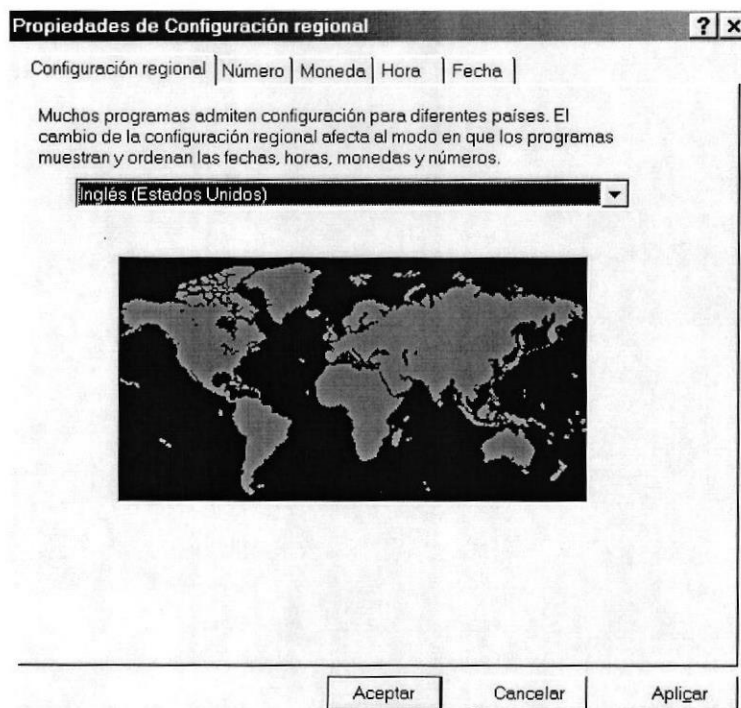 Propiedades de Configuración regional
Configuración regional Número Moneda Hora Fecha
Muchos programas admiten configuración para diferentes países. El
cambio de la configuración regional afecta al modo en que los programas
muestran y ordenan las fechas, horas, monedas y números.
Inglés (Estados Unidos)
Aceptar Cancelar Aplicar